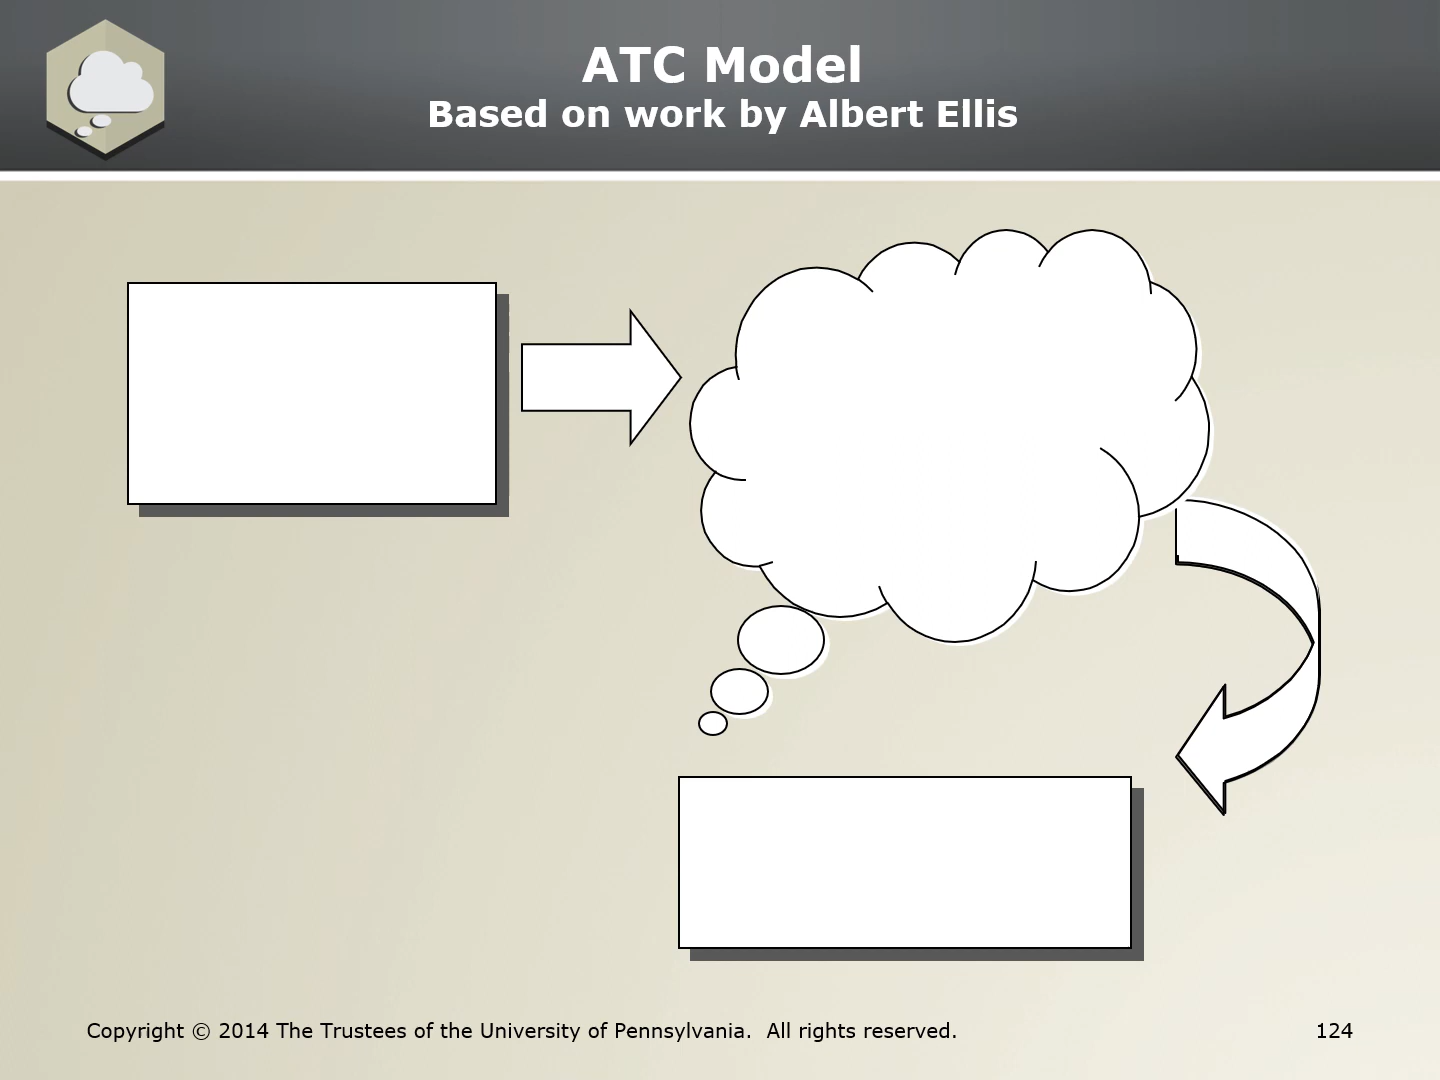 ATC Model
Based on work by Albert Ellis
Copyright © 2014 The Trustees of the University of Pennsylvania.  All rights reserved.
124